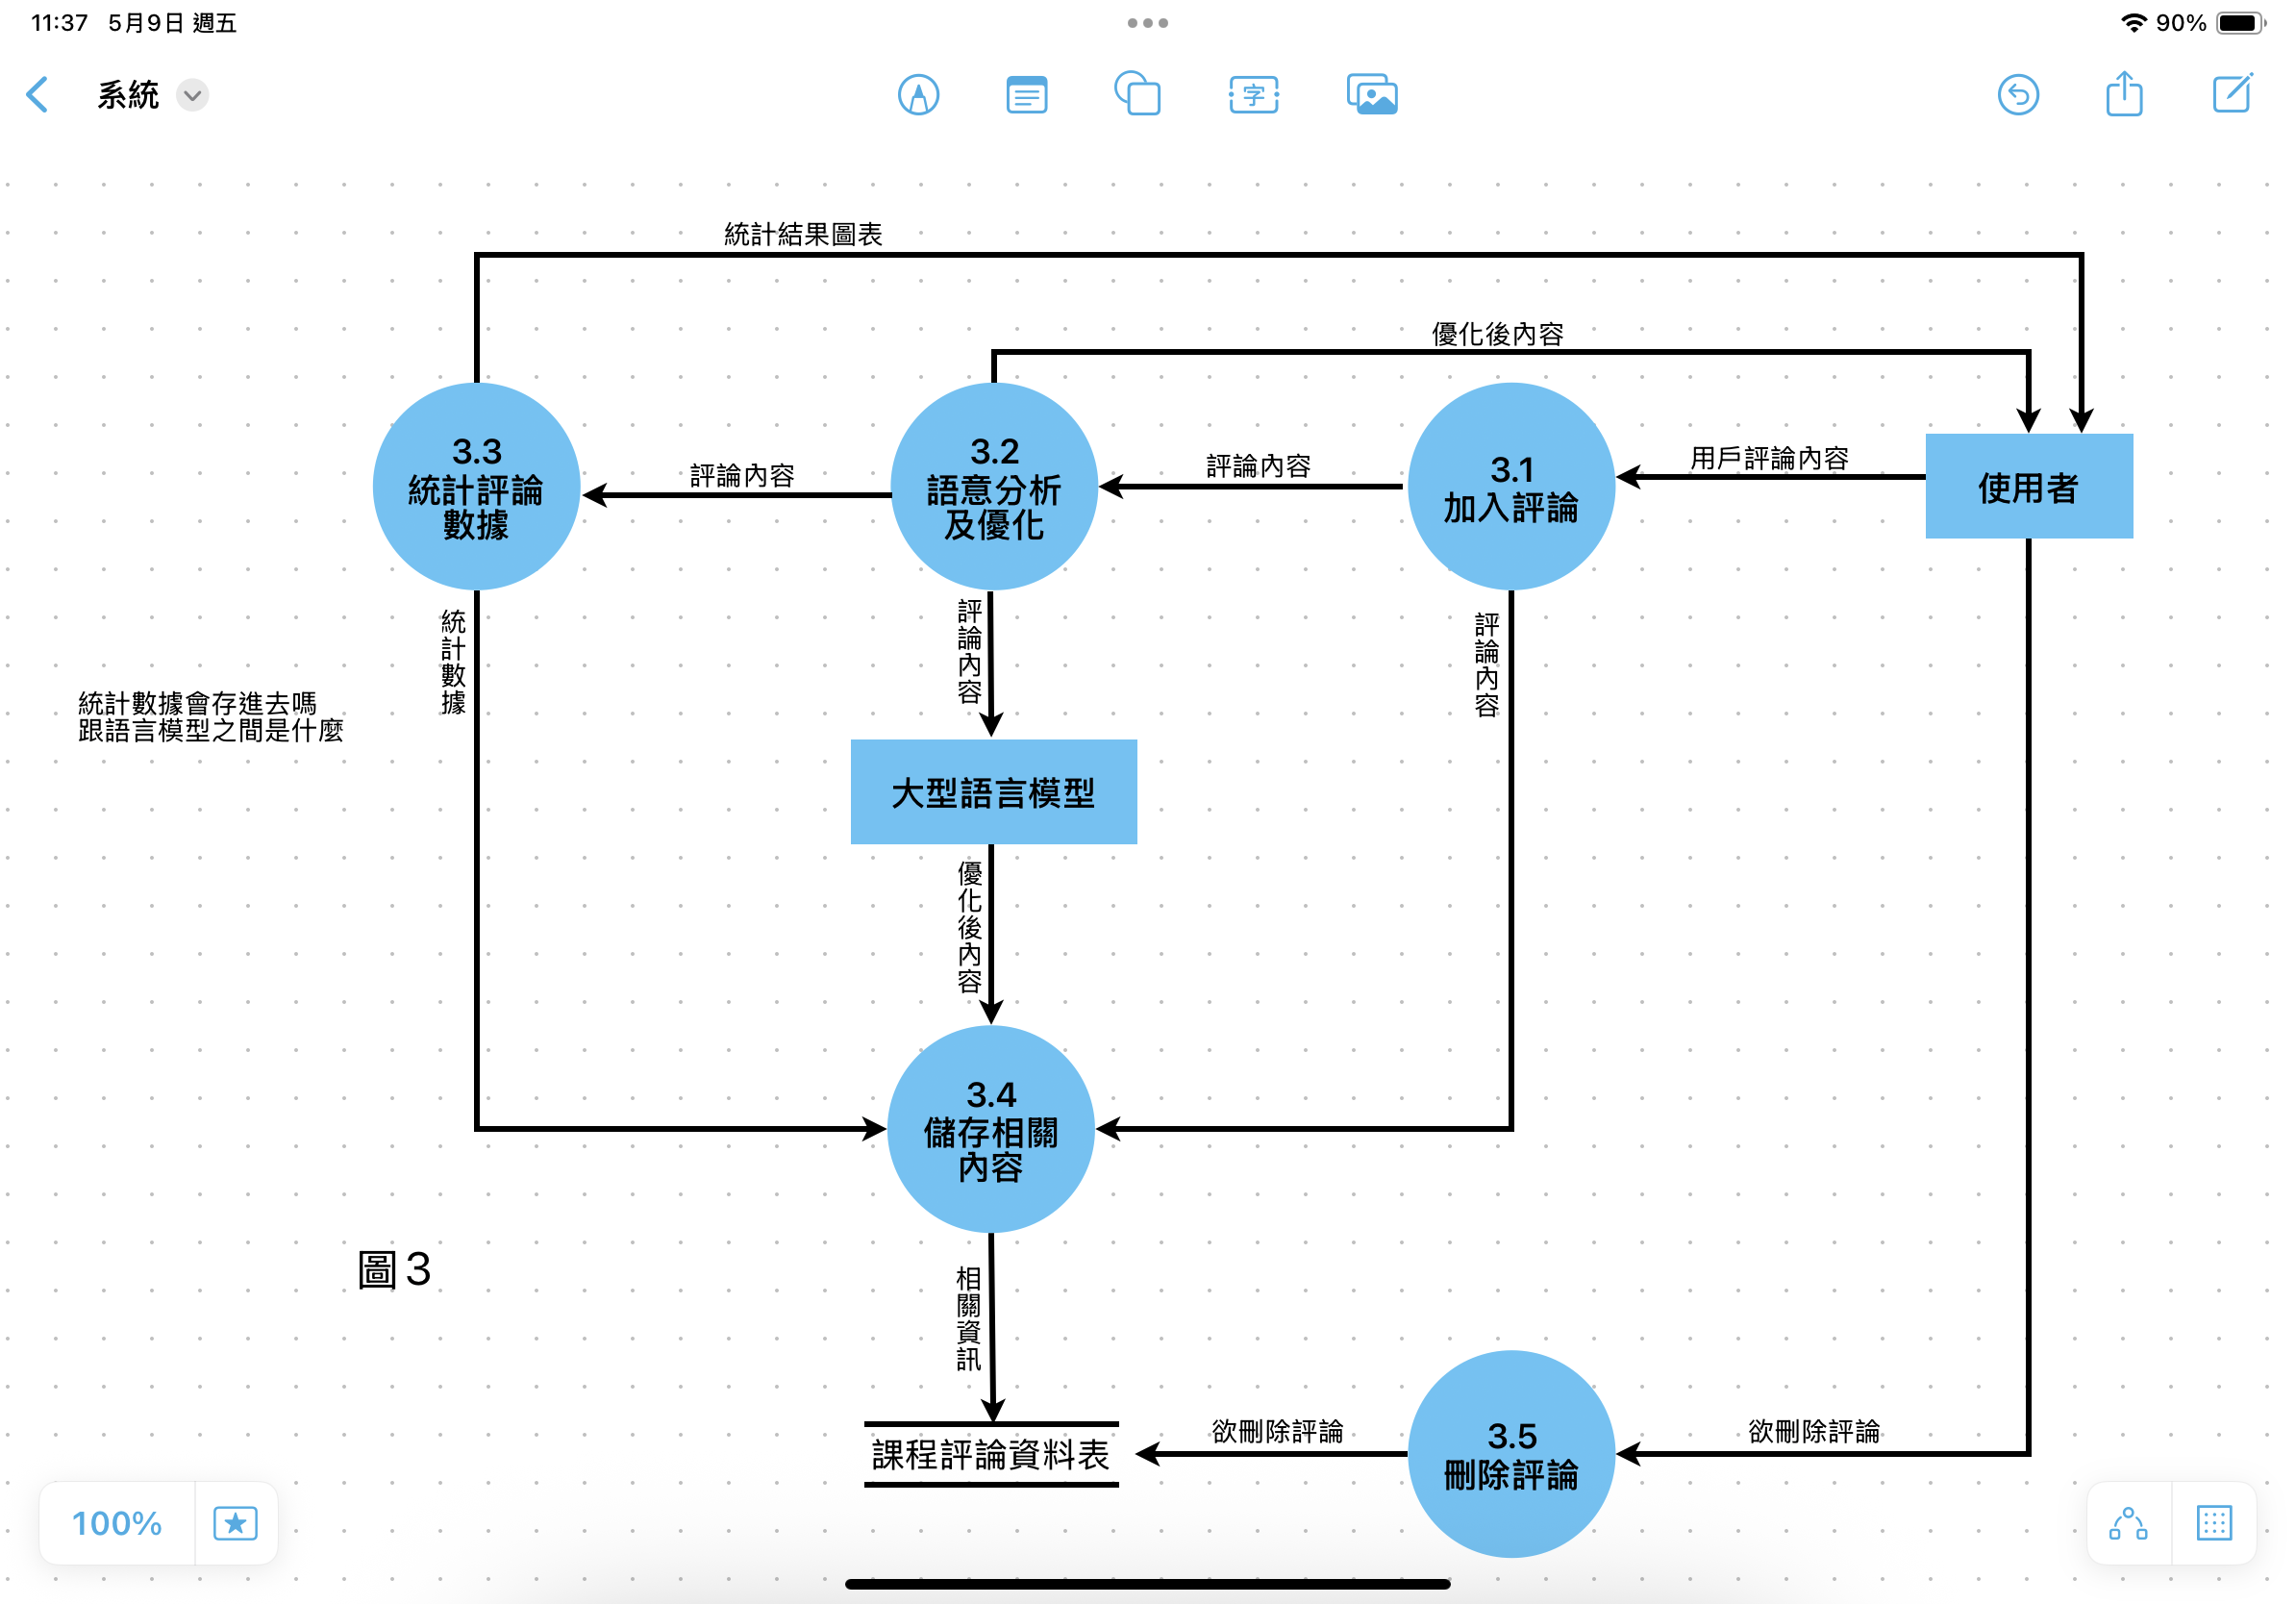 11:37 5月9日 週五
90%
系統
字
統計結果圖表
優化後內容
3.3
統計評論
數據
評論內容
3.2
語意分析
及優化
評論內容
3.1
加入評論
用戶評論內容
使用者
統計數據
評論內容
評論內容
統計數據會存進去嗎
跟語言模型之間是什麼
大型語言模型
優化後內容
3.4
儲存相關
內容
圖3
相關資訊
課程評論資料表
欲刪除評論
3.5
刪除評論
欲刪除評論
100%